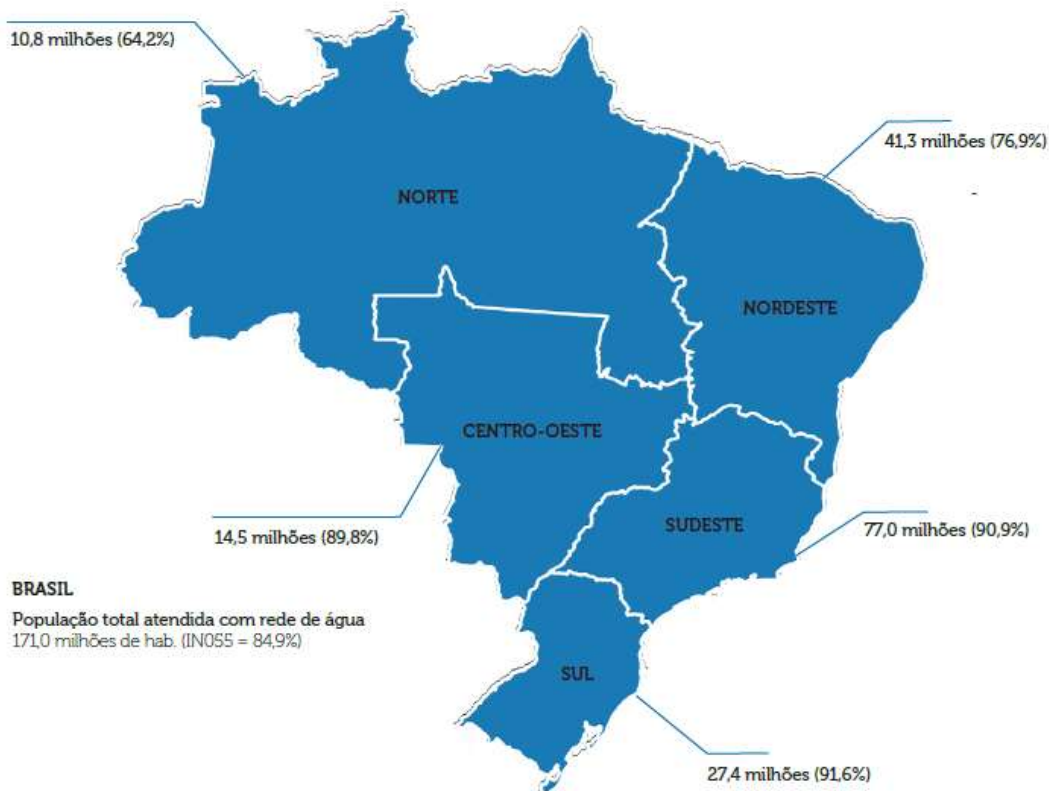 10,8 milhões (64,2%)
41,3 milhões (76,9%)
NORTE
NORDESTE
CENTRO-OESTE
14,5 milhões (89,8%)
SUDESTE
77,0 milhões (90,9%)
BRASIL
População total atendida com rede de água
171,0 milhões de hab. (IN055 = 84,9%)
SUL
27,4 milhões (91,6%)